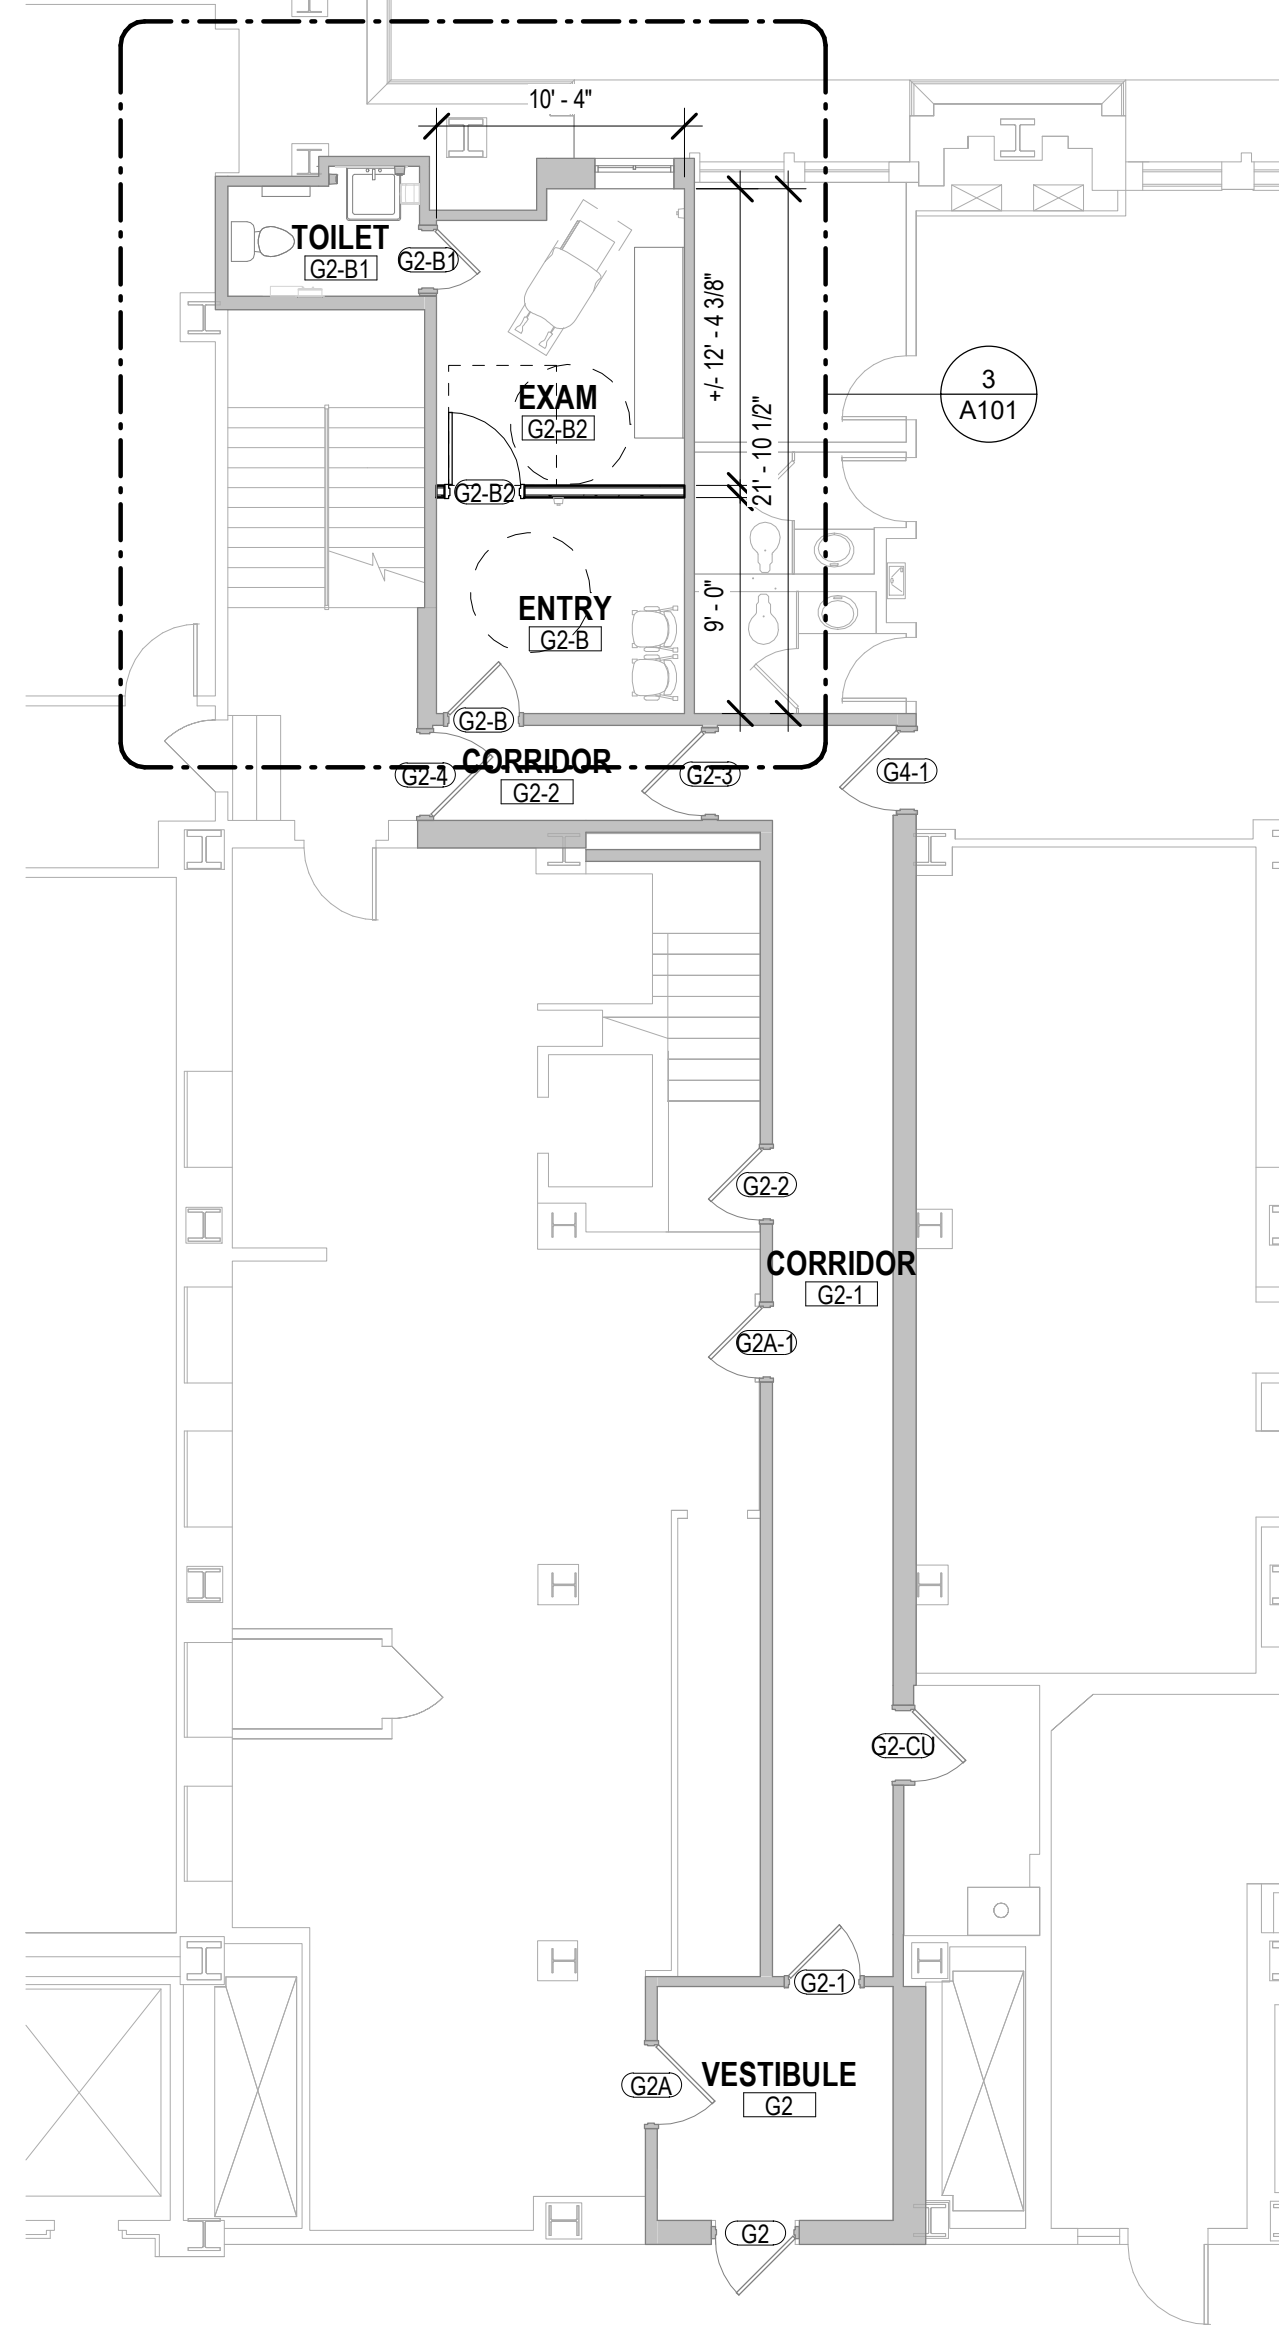 10' - 4"
TOILET
G2-B1
G2-B1
+/- 12' - 4 3/8"
3
A101
EXAM
G2-B2
21' - 10 1/2"
G2-B2
9' - 0"
ENTRY
G2-B
G2-B
CORRIDOR
G2-2
G2-4
G2-3
G4-1
G2-2
CORRIDOR
G2-1
G2A-1
G2-CU
G2-1
VESTIBULE
G2
G2A
G2